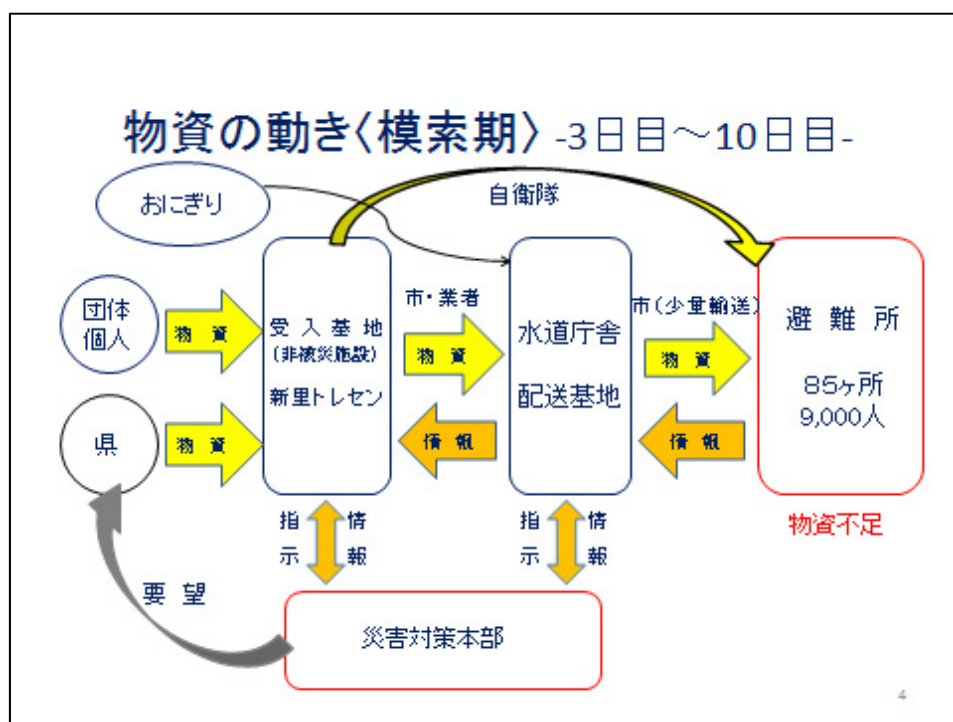 物資の動き〈模索期〉 -3日目～10日目-
おにぎり
自衛隊
団体
個人
物 資
受入基地
(非被災施設)
新里トレセン
市・業者
物 資
水道庁舎
配送基地
市(少量輸送)
物 資
避 難 所
85ヶ所
9,000人
県
物 資
情 報
情 報
物資不足
指 情
示 報
指 情
示 報
要 望
災害対策本部
4